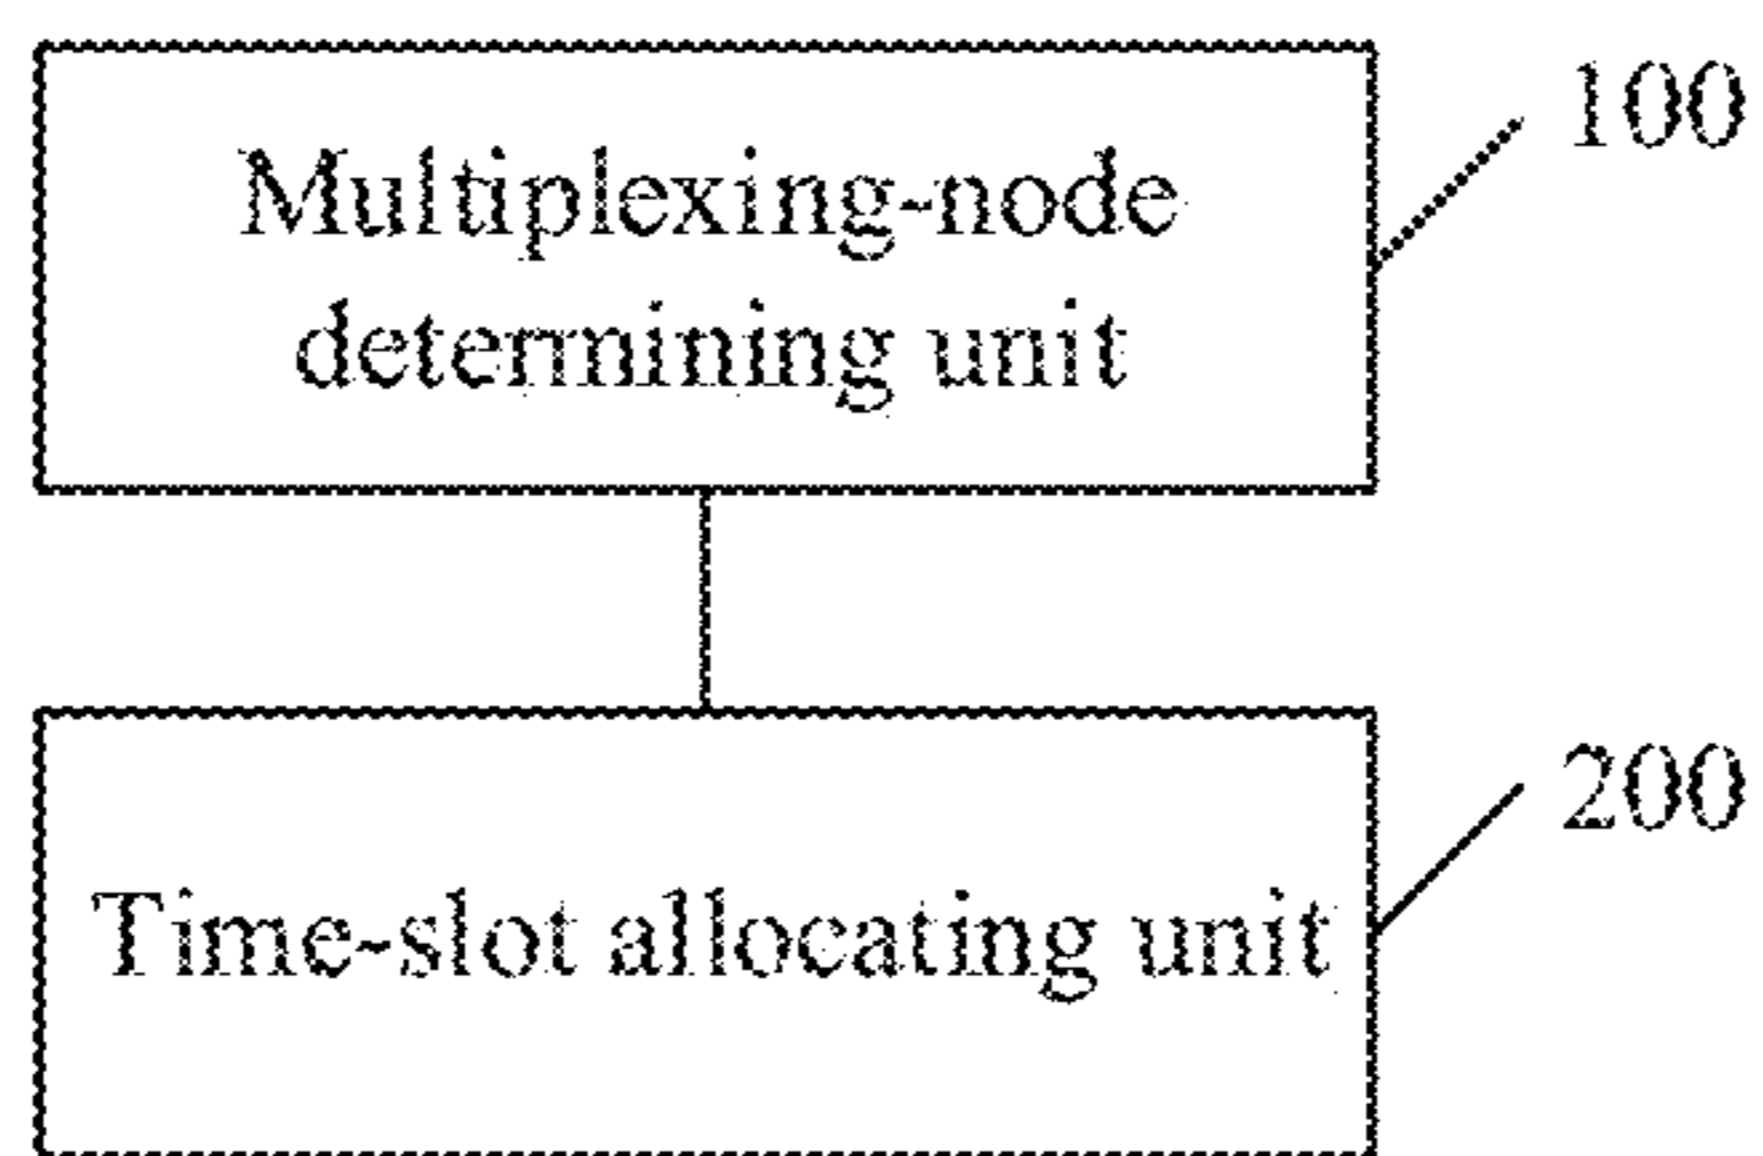 Multiplexing-node
determining unit
100
Time-slot allocating unit
200